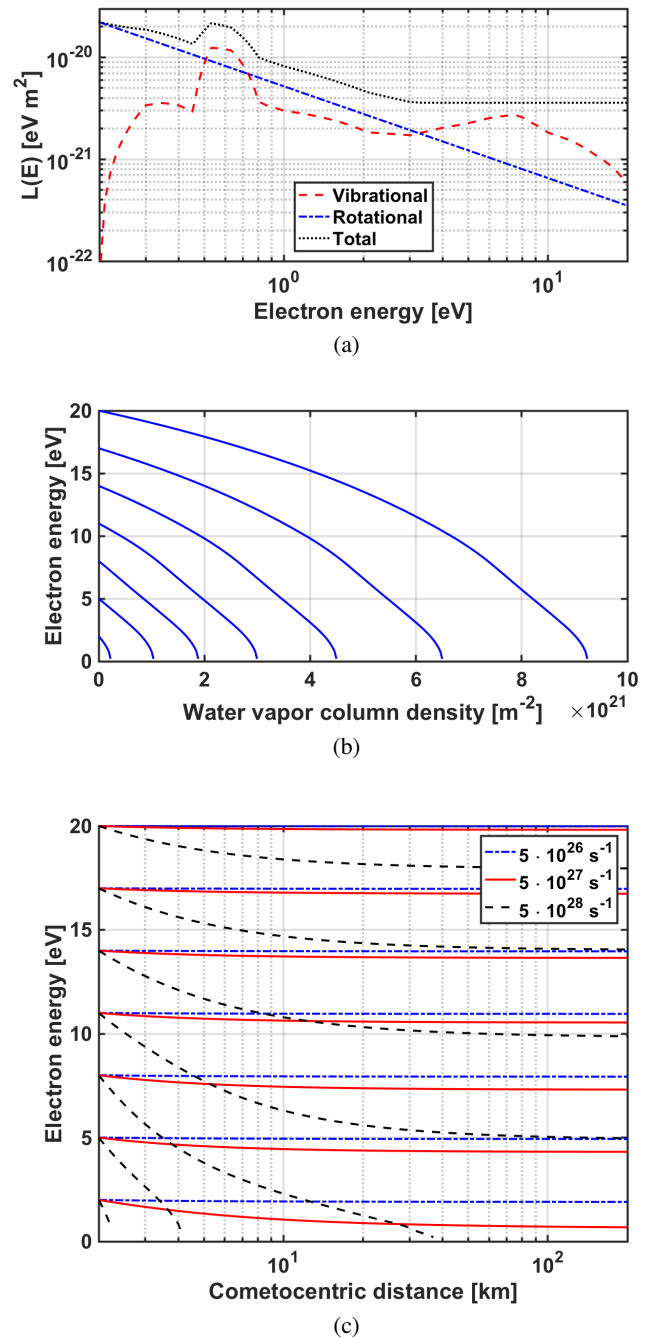 10^-20
10^-21
10^-22
L(E) [eV m^2]
Vibrational
Rotational
Total
10^0
10^1
Electron energy [eV]
(a)
20
15
10
5
0
Electron energy [eV]
0
2
4
6
8
10
Water vapor column density [m^-2]
×10^21
(b)
20
15
10
5
0
Electron energy [eV]
5 · 10^26 s^-1
5 · 10^27 s^-1
5 · 10^28 s^-1
10^1
10^2
Cometocentric distance [km]
(c)